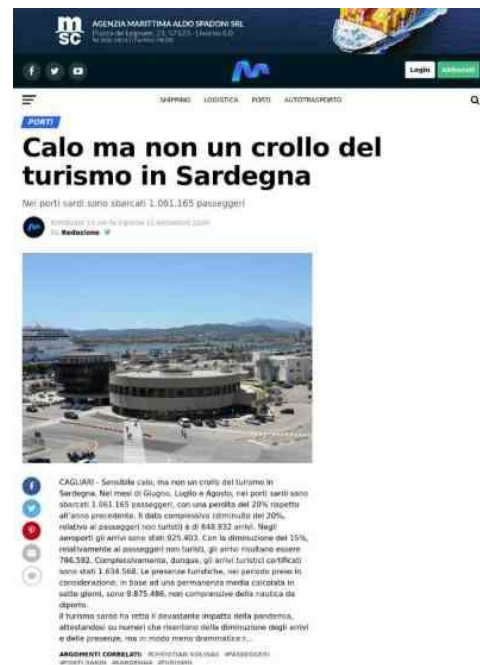 msc
AGENZIA MARITTIMA ALDO SPADONI SRL
Login Abbonati
SHIPPING LOGISTICA PORTI AUTOTRASPORTO
PORTI
Calo ma non un crollo del
turismo in Sardegna
Nei porti sardi sono sbarcati 1.061.165 passeggeri
Redazione
CAGLIARI - Sensibile calo, ma non un crollo del turismo in
Sardegna. Nei mesi di Giugno, Luglio e Agosto, nei porti sardi sono
sbarcati 1.061.165 passeggeri, con una perdita del 20% rispetto
all'anno precedente. Il dato complessivo (diminuito del 20%,
relativo ai passeggeri non turisti) è di 848.832 arrivi. Negli
aeroporti gli arrivi sono stati 925.403. Con la diminuzione del 15%,
relativamente ai passeggeri non turisti, gli arrivi risultano essere
786.592. Complessivamente, dunque, gli arrivi turistici certificati
sono stati 1.634.568. Le presenze turistiche, nel periodo preso in
considerazione, in base ad una permanenza media calcolata in
sette giorni, sono 9.875.486, non comprensive della nautica da
diporto.
Il turismo sardo ha retto il devastante impatto della pandemia,
attestandosi su numeri che risentono della diminuzione degli arrivi
e delle presenze, ma in modo meno drammatico r...
ARGOMENTI CORRELATI: #CHRISTIAN SOLINAS #PASSEGGERI
#PORTI SARDI #SARDEGNA #TURISMO